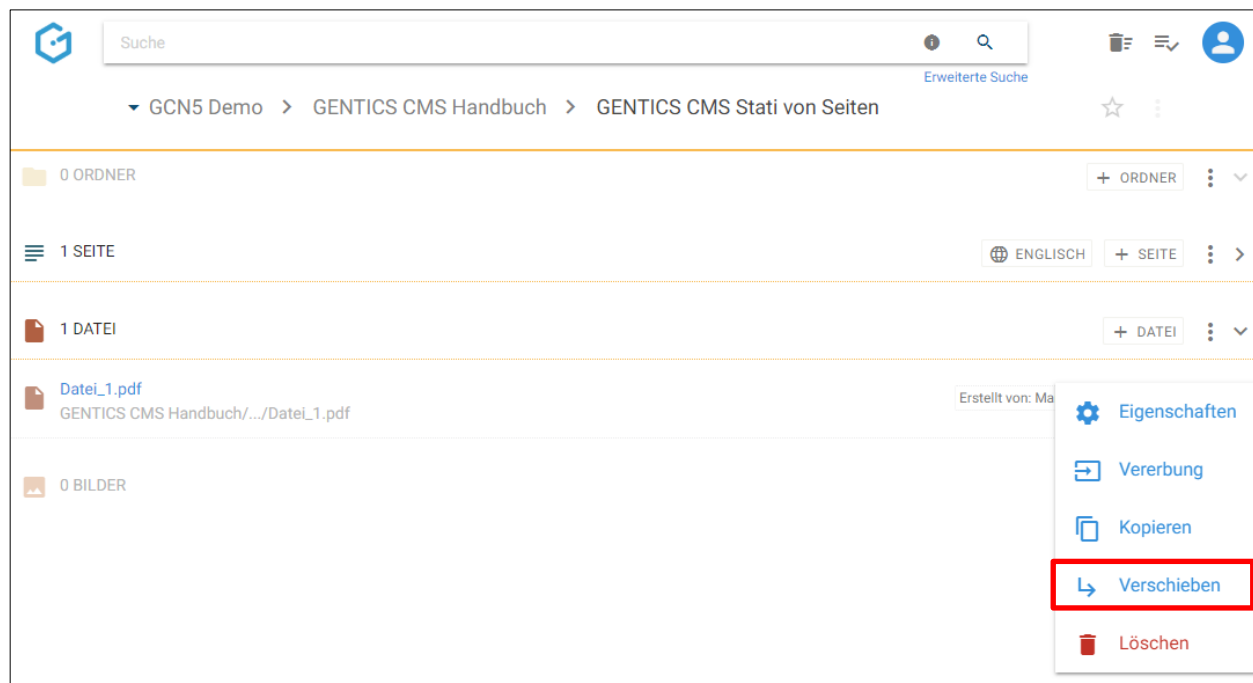 Suche
Erweiterte Suche
GCN5 Demo > GENTICS CMS Handbuch > GENTICS CMS Stati von Seiten
0 ORDNER
+ ORDNER
1 SEITE
ENGLISCH
+ SEITE
1 DATEI
+ DATEI
Datei_1.pdf
GENTICS CMS Handbuch/.../Datei_1.pdf
Erstellt von: Ma
Eigenschaften
Vererbung
Kopieren
Verschieben
Löschen
0 BILDER